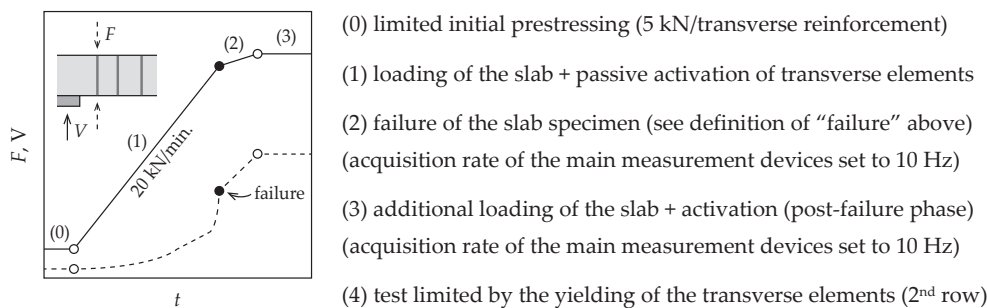 F
(2)
(3)
V
(1)
20 kN/min.
failure
(0)
F, V
t
(0) limited initial prestressing (5 kN/transverse reinforcement)
(1) loading of the slab + passive activation of transverse elements
(2) failure of the slab specimen (see definition of “failure” above)
(acquisition rate of the main measurement devices set to 10 Hz)
(3) additional loading of the slab + activation (post-failure phase)
(acquisition rate of the main measurement devices set to 10 Hz)
(4) test limited by the yielding of the transverse elements (2nd row)